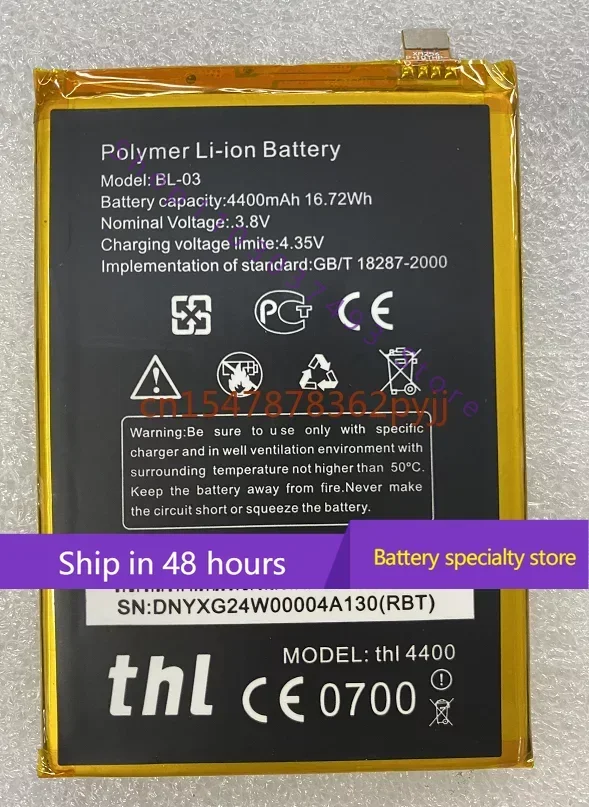 Polymer Li-ion Battery
Model: BL-03
Battery capacity:4400mAh 16.72Wh
Nominal Voltage:.3.8V
Charging voltage limite:4.35V
Implementation of standard:GB/T 18287-2000
PCT CE
cn1547878362pyjj
Warning:Be sure to use only with specific
charger and in well ventilation environment with
surrounding temperature not higher than 50°C.
Keep the battery away from fire.Never make
the circuit short or squeeze the battery.
Ship in 48 hours
Battery specialty store
SN:DNYXG24W00004A130(RBT)
MODEL: thl 4400
thl CE 0700